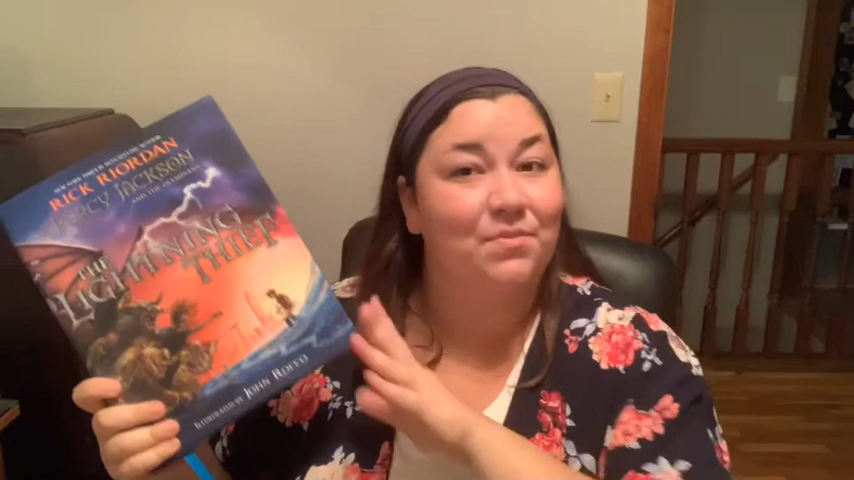 NEW YORK TIMES BESTSELLING AUTHOR
RICK RIORDAN
PERCY JACKSON
AND THE OLYMPIANS
THE
LIGHTNING
THIEF
ILLUSTRATED BY JOHN ROCCO